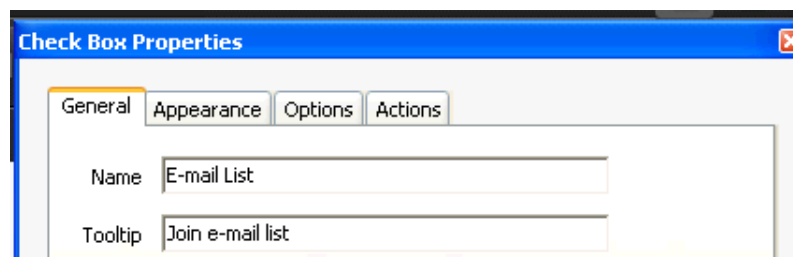 Check Box Properties
General Appearance Options Actions
Name E-mail List
Tooltip Join e-mail list